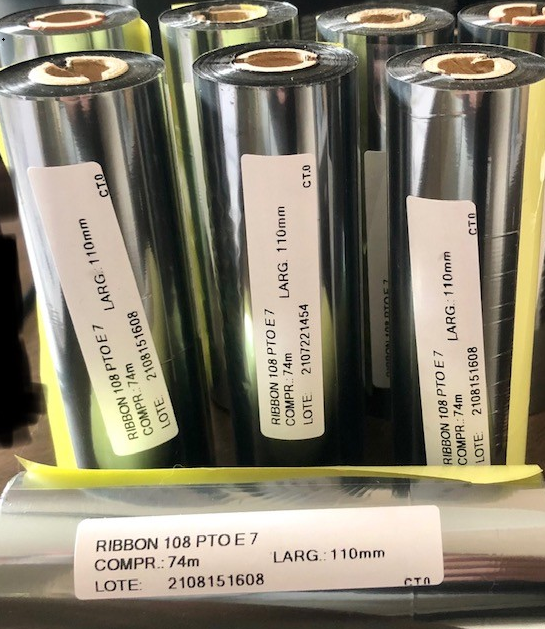 RIBBON 108 PTO E 7
COMPR.: 74m LARG.: 110mm
LOTE: 2108151608
CT.0
RIBBON 108 PTO E 7
COMPR.: 74m LARG.: 110mm
LOTE: 2107221454
CT.0
RIBBON 108 PTO E 7
COMPR.: 74m LARG.: 110mm
LOTE: 2108151608
CT.0
RIBBON 108 PTO E 7
COMPR.: 74m LARG.: 110mm
LOTE: 2108151608
CT.0